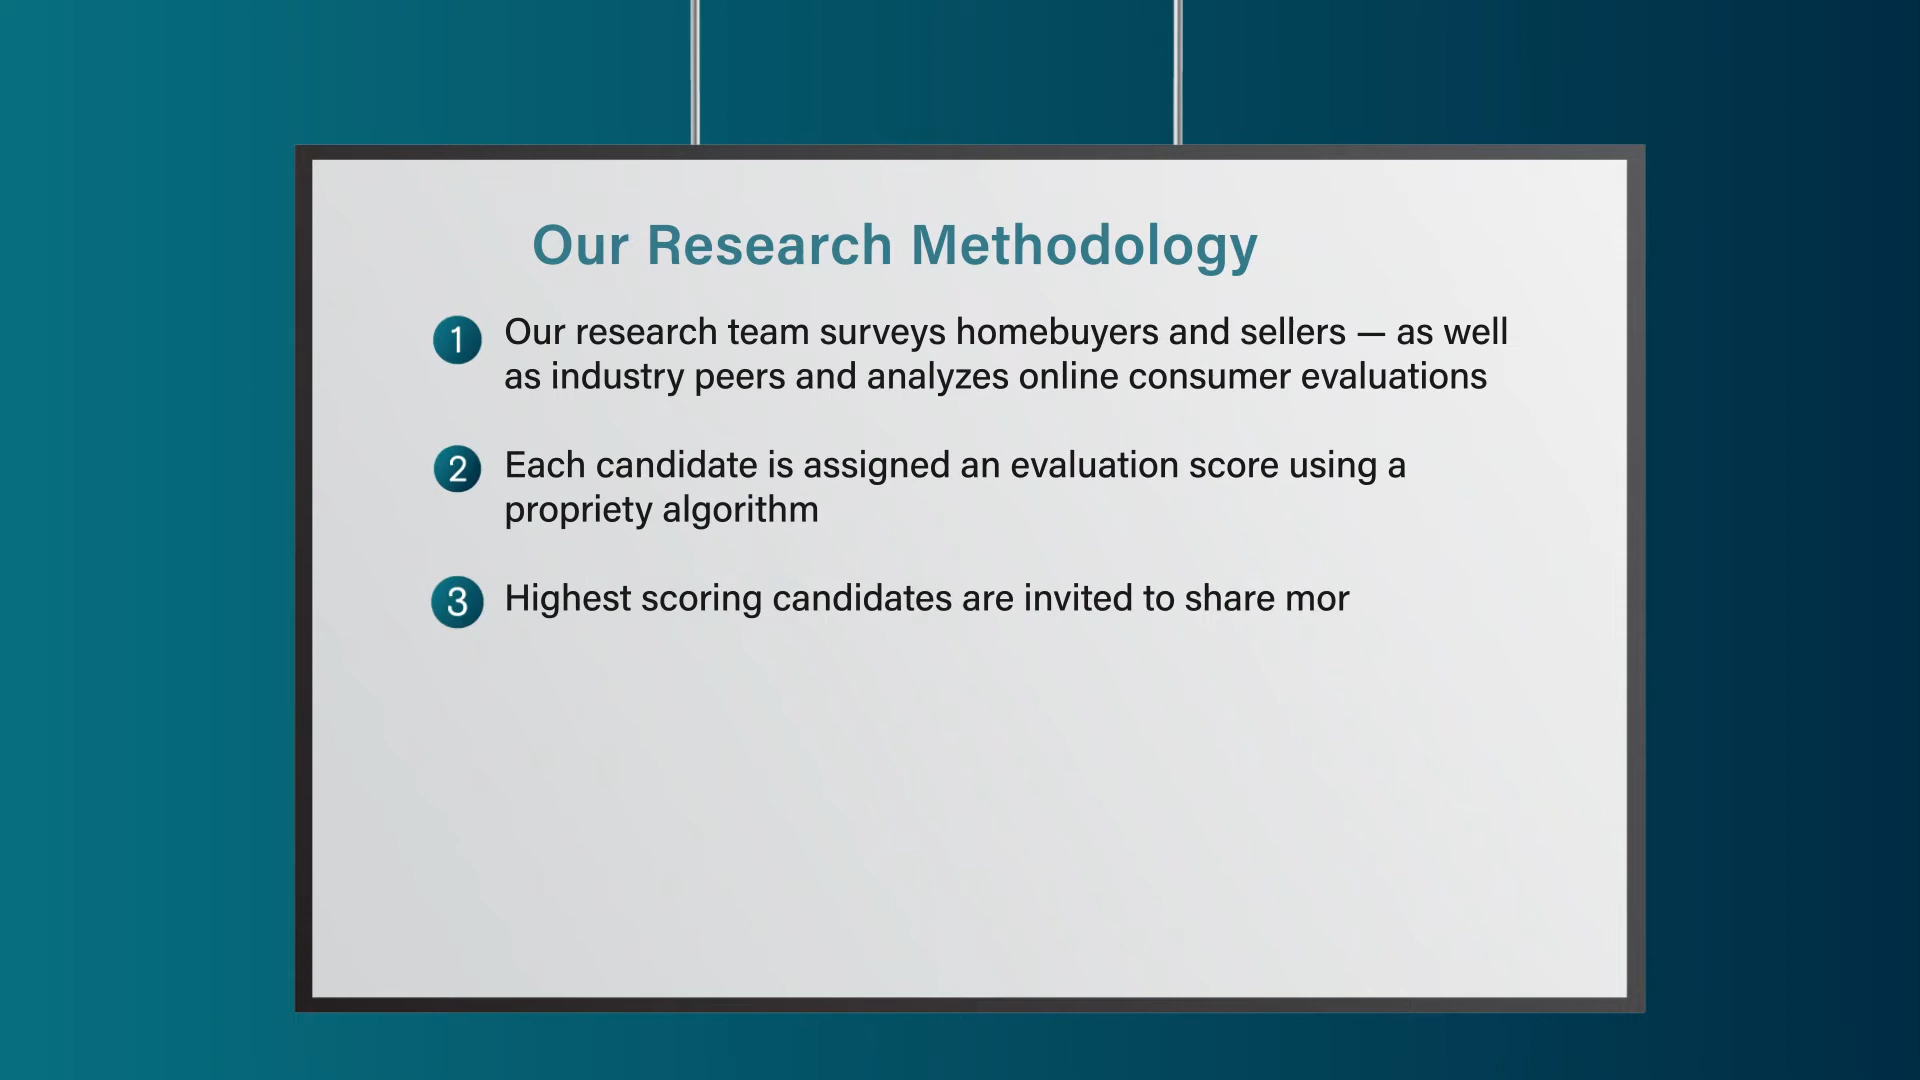 Our Research Methodology
1 Our research team surveys homebuyers and sellers — as well
as industry peers and analyzes online consumer evaluations
2 Each candidate is assigned an evaluation score using a
propriety algorithm
3 Highest scoring candidates are invited to share mor